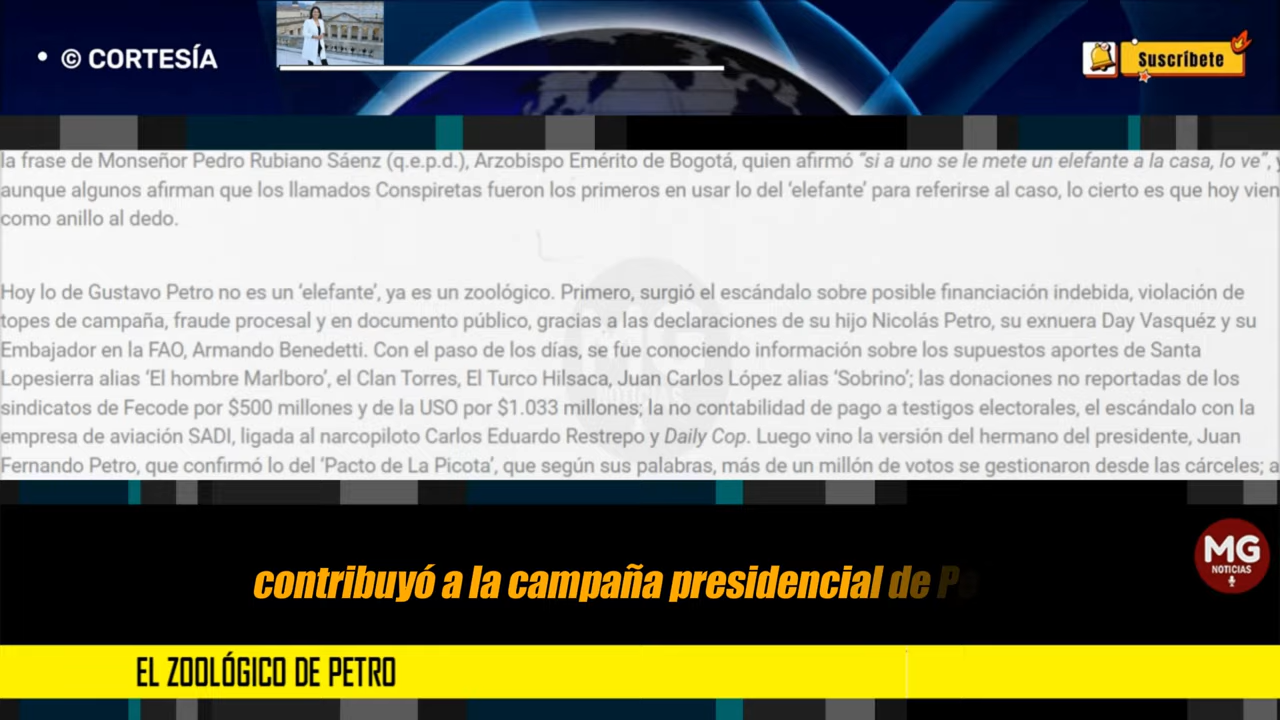 • © CORTESÍA
Suscríbete
la frase de Monseñor Pedro Rubiano Sáenz (q.e.p.d.), Arzobispo Emérito de Bogotá, quien afirmó “si a uno se le mete un elefante a la casa, lo ve”, y
aunque algunos afirman que los llamados Conspiretas fueron los primeros en usar lo del ‘elefante’ para referirse al caso, lo cierto es que hoy vien
como anillo al dedo.
Hoy lo de Gustavo Petro no es un ‘elefante’, ya es un zoológico. Primero, surgió el escándalo sobre posible financiación indebida, violación de
topes de campaña, fraude procesal y en documento público, gracias a las declaraciones de su hijo Nicolás Petro, su exnuera Day Vasquéz y su
Embajador en la FAO, Armando Benedetti. Con el paso de los días, se fue conociendo información sobre los supuestos aportes de Santa
Lopesierra alias ‘El hombre Marlboro’, el Clan Torres, El Turco Hilsaca, Juan Carlos López alias ‘Sobrino’; las donaciones no reportadas de los
sindicatos de Fecode por $500 millones y de la USO por $1.033 millones; la no contabilidad de pago a testigos electorales, el escándalo con la
empresa de aviación SADI, ligada al narcopiloto Carlos Eduardo Restrepo y Daily Cop. Luego vino la versión del hermano del presidente, Juan
Fernando Petro, que confirmó lo del ‘Pacto de La Picota’, que según sus palabras, más de un millón de votos se gestionaron desde las cárceles; a
contribuyó a la campaña presidencial de Pe
MG
NOTICIAS
EL ZOOLÓGICO DE PETRO